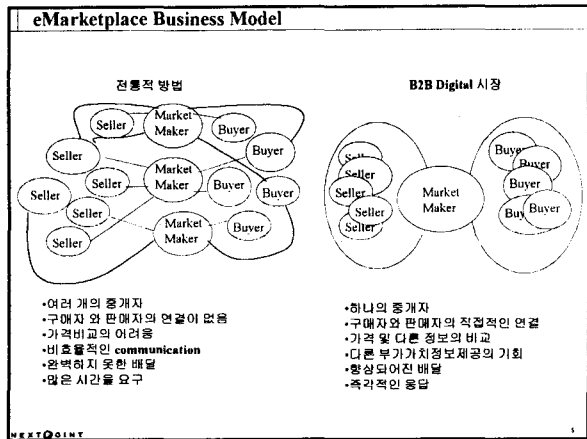 eMarketplace Business Model
전통적 방법
B2B Digital 시장
Seller
Market Maker
Buyer
Seller
Buyer
Market Maker
Seller
Seller
Buyer
Buyer
Seller
Market Maker
Buyer
Seller
Seller
Seller
Seller
Seller
Seller
Market Maker
Buyer
Buyer
Buyer
Buyer
Buyer
•여러 개의 중개자
•구매자 와 판매자의 연결이 없음
•가격비교의 어려움
•비효율적인 communication
•완벽하지 못한 배달
•많은 시간을 요구
•하나의 중개자
•구매자와 판매자의 직접적인 연결
•가격 및 다른 정보의 비교
•다른 부가가치정보제공의 기회
•향상되어진 배달
•즉각적인 응답
NEXTPOINT
5